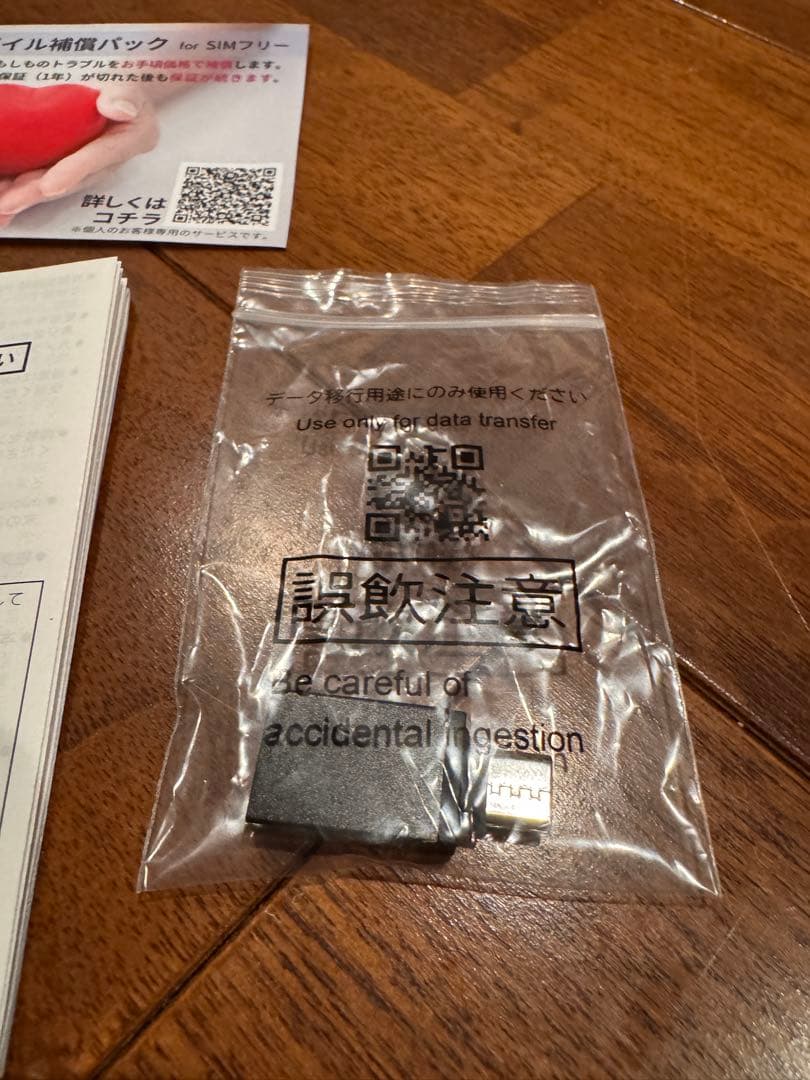 イル補償パック for SIMフリー
もしものトラブルをお手頃価格で補償します。
保証（1年）が切れた後も保証が続きます。
詳しくは
コチラ
※個人のお客様専用のサービスです。
い
して
データ移行用途にのみ使用ください
Use only for data transfer
誤飲注意
Be careful of
accidental ingestion